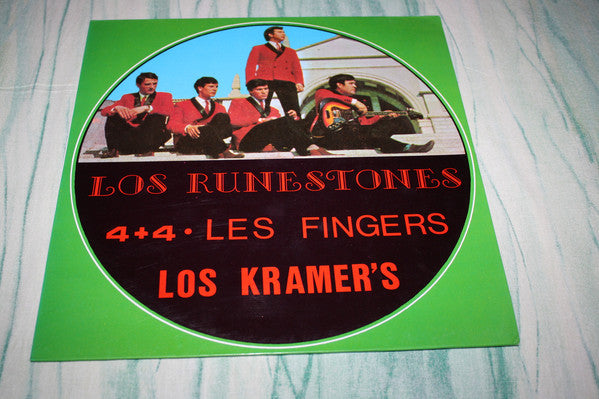 LOS RUNESTONES
4+4 • LES FINGERS
LOS KRAMER'S